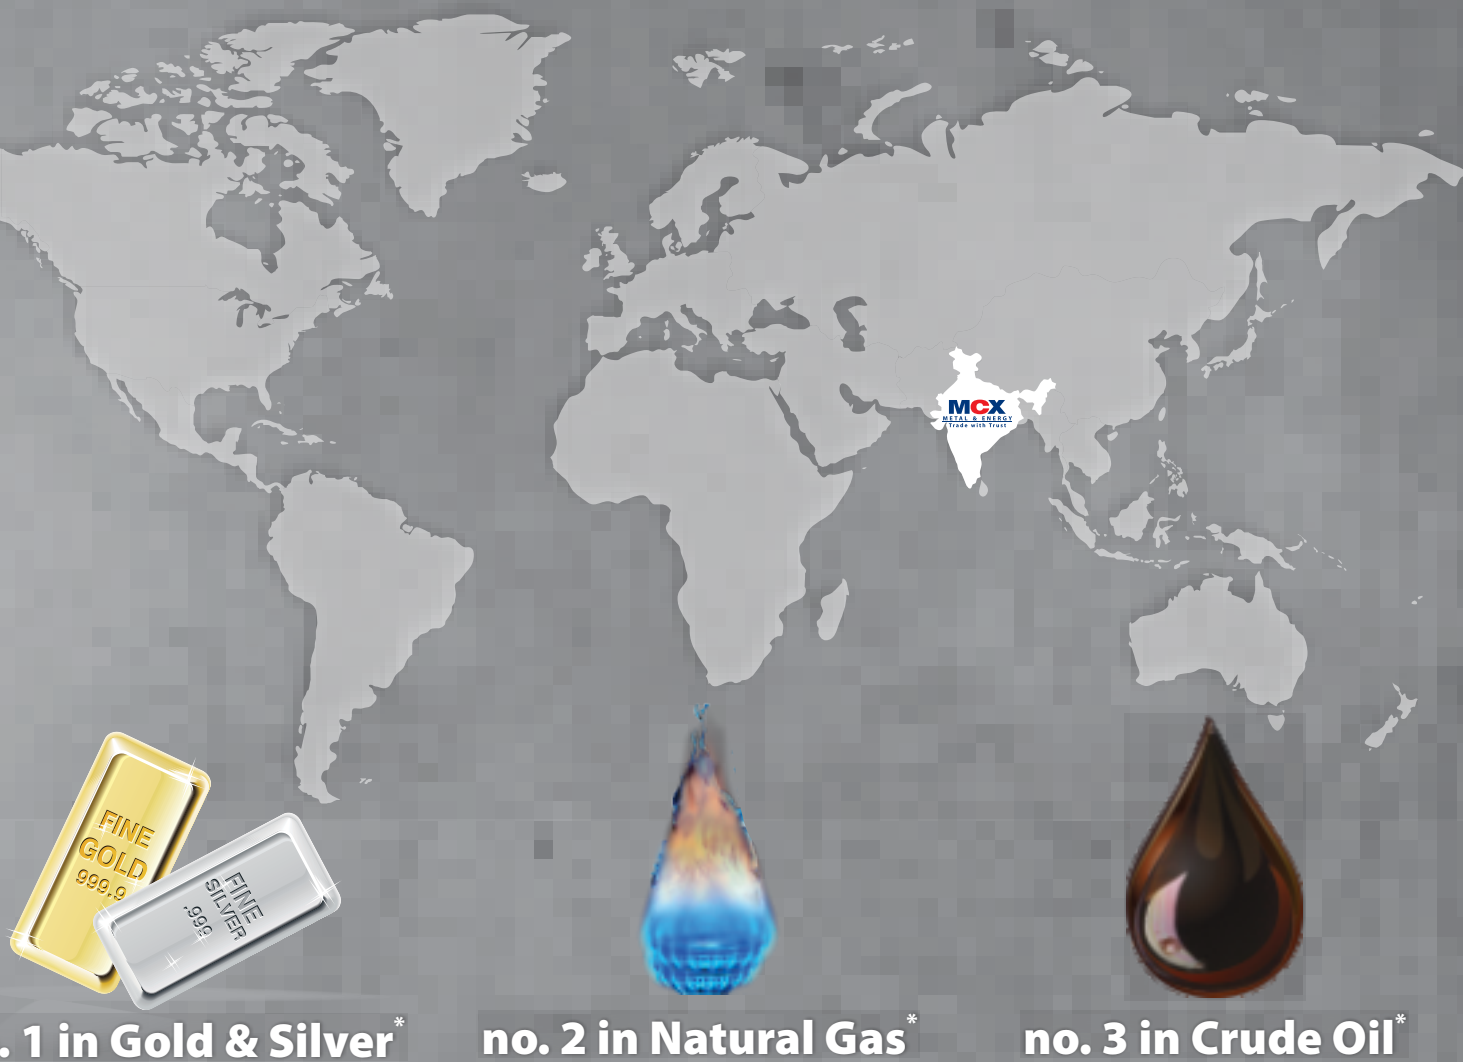 MCX
METAL & ENERGY
Trade with Trust
FINE
GOLD
999.9
FINE
SILVER
.999
. 1 in Gold & Silver*
no. 2 in Natural Gas*
no. 3 in Crude Oil*